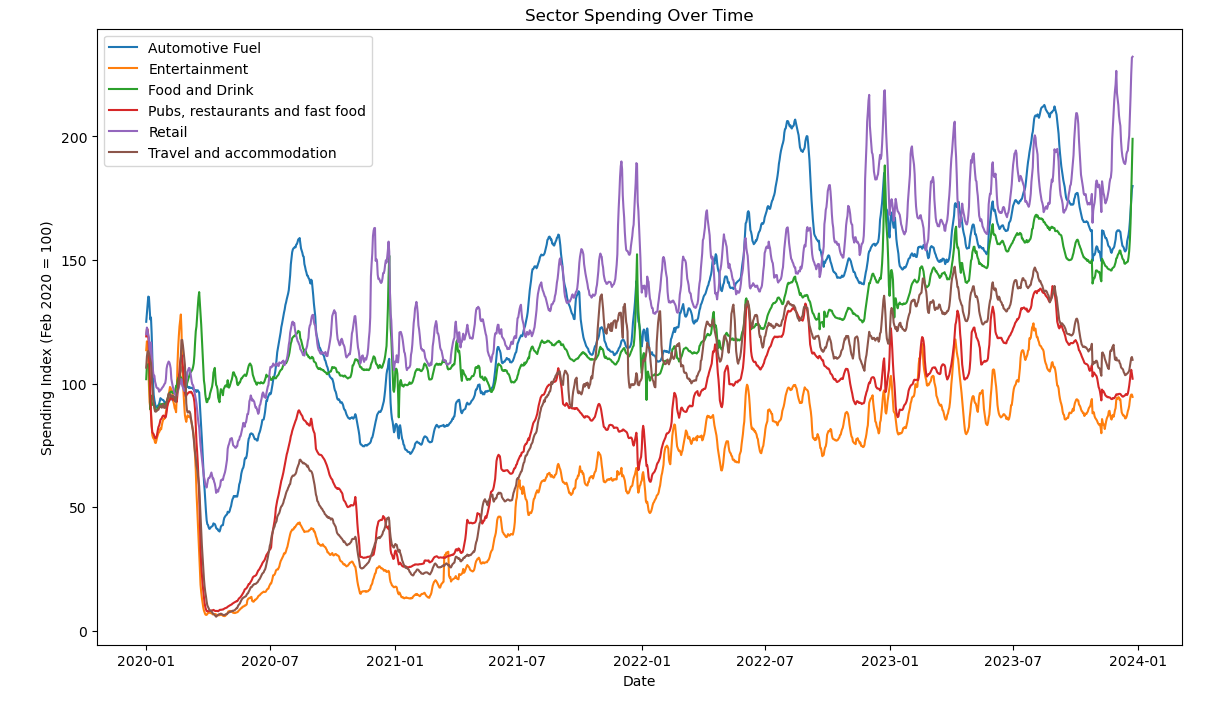 Sector Spending Over Time
Automotive Fuel
Entertainment
Food and Drink
Pubs, restaurants and fast food
Retail
Travel and accommodation
Spending Index (Feb 2020 = 100)
200
150
100
50
0
2020-01 2020-07 2021-01 2021-07 2022-01 2022-07 2023-01 2023-07 2024-01
Date